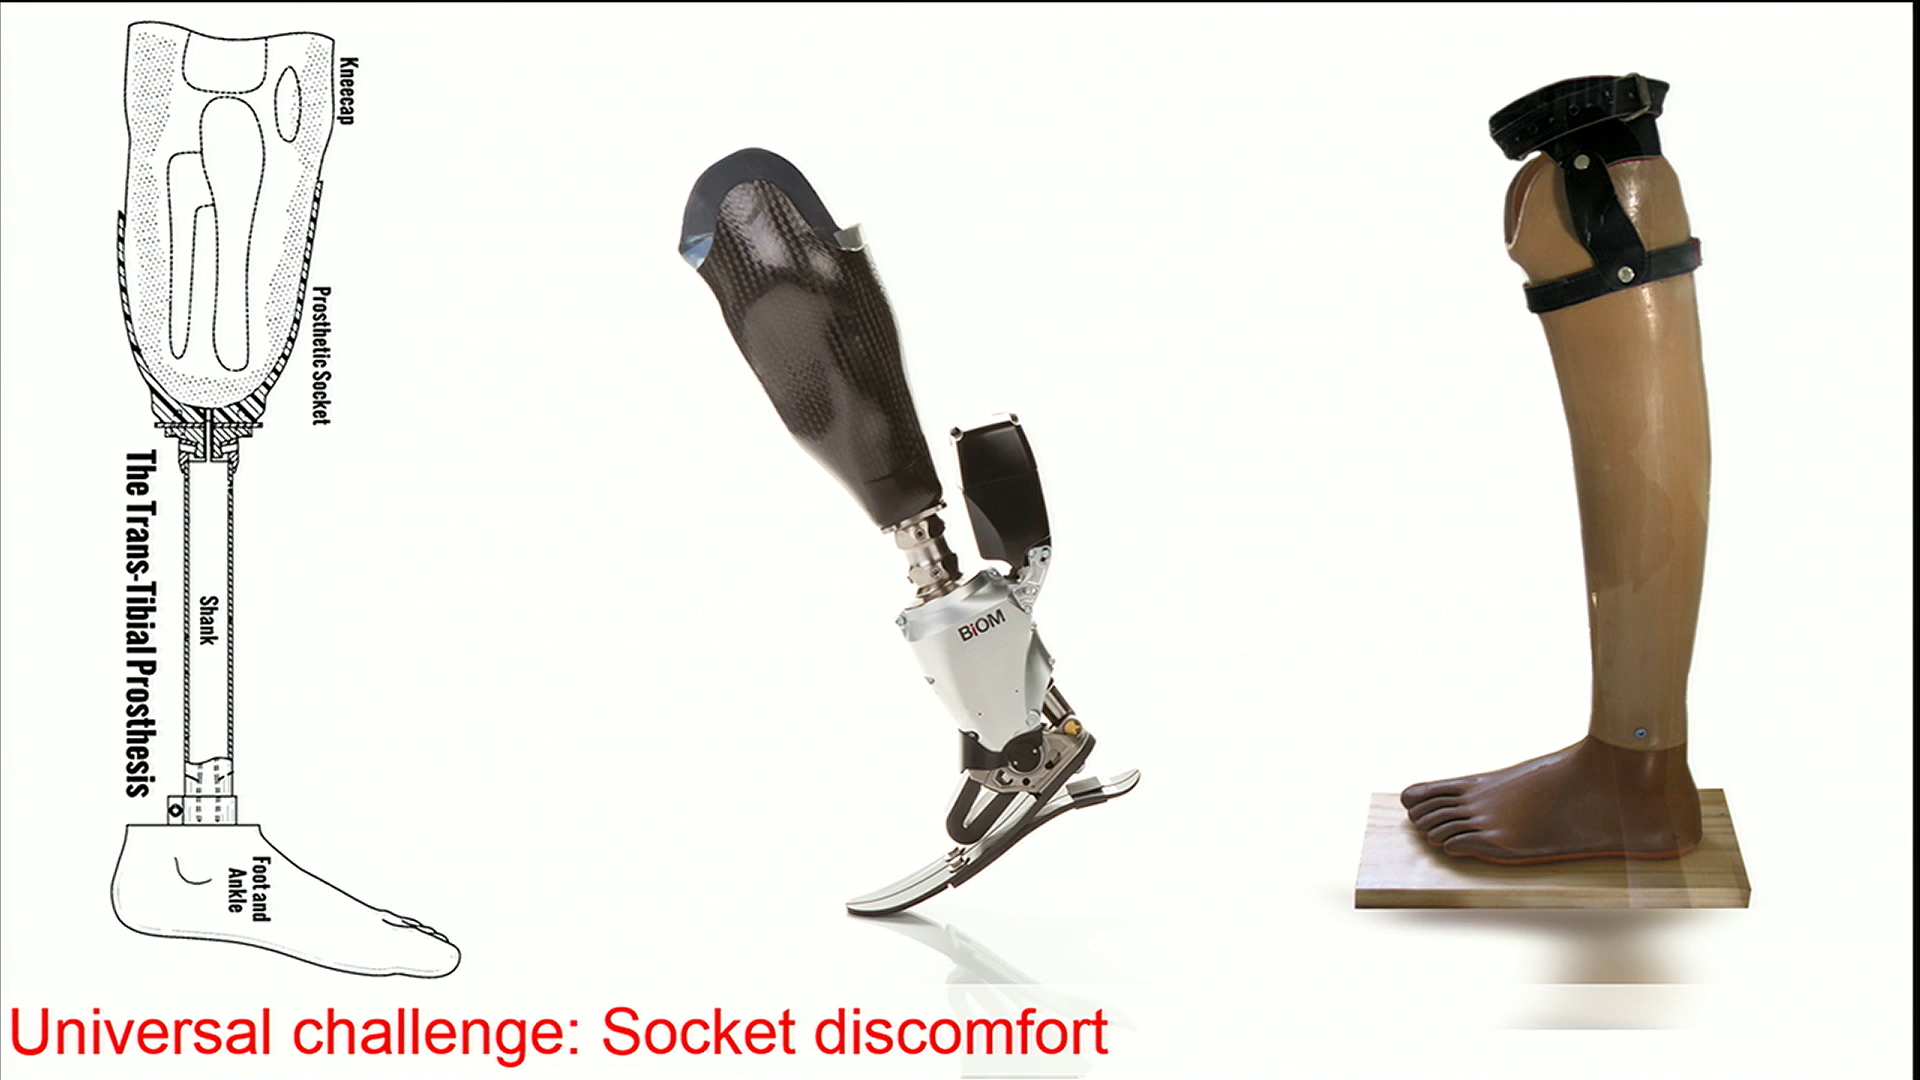 Kneecap
Prosthetic Socket
The Trans-Tibial Prosthesis
Shank
Foot and
Ankle
BiOM
Universal challenge: Socket discomfort